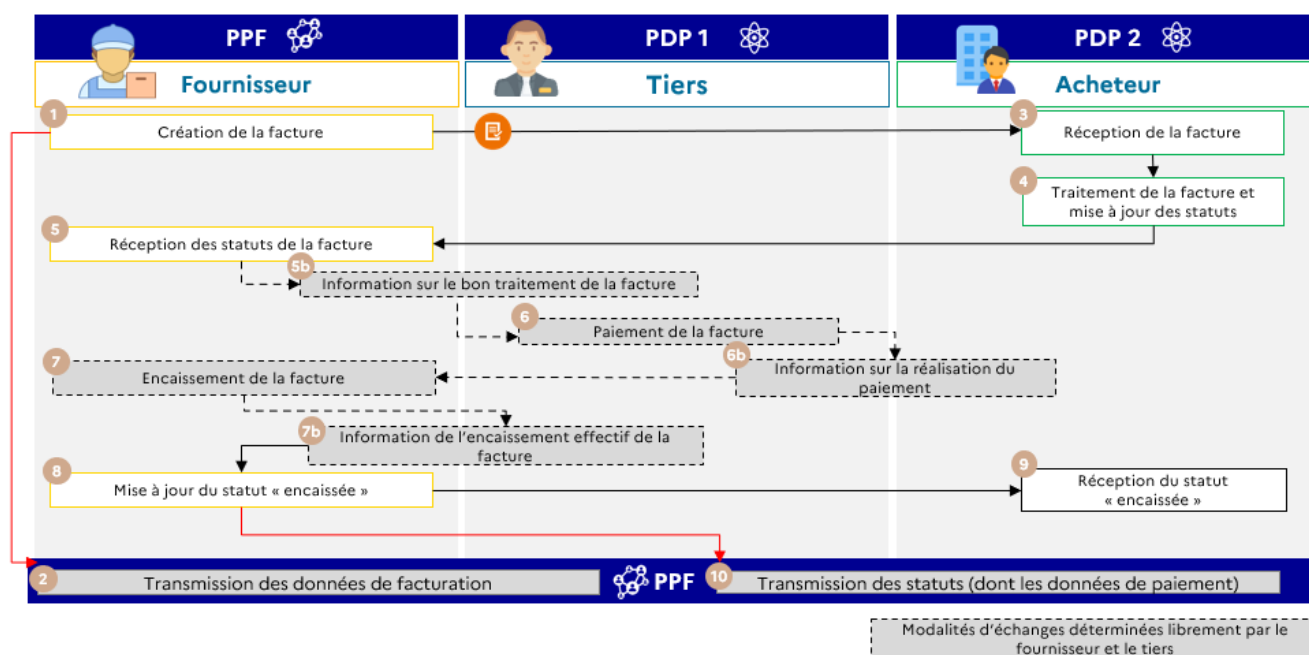 PPF
PDP 1
PDP 2
Fournisseur
Tiers
Acheteur
1
Création de la facture
3
Réception de la facture
4
Traitement de la facture et
mise à jour des statuts
5
Réception des statuts de la facture
5b
Information sur le bon traitement de la facture
6
Paiement de la facture
6b
Information sur la réalisation du
paiement
7
Encaissement de la facture
7b
Information de l'encaissement effectif de la
facture
8
Mise à jour du statut « encaissée »
9
Réception du statut
« encaissée »
2
Transmission des données de facturation
PPF
10
Transmission des statuts (dont les données de paiement)
Modalités d'échanges déterminées librement par le
fournisseur et le tiers